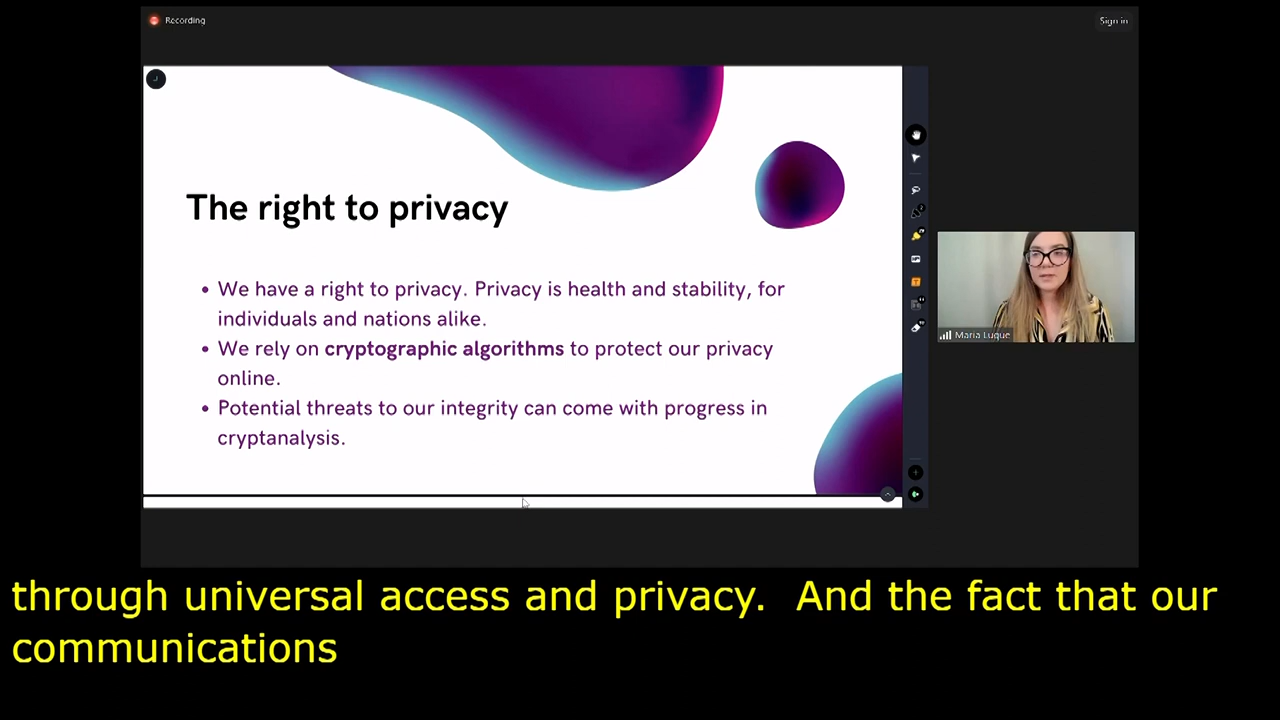 Recording
Sign in
The right to privacy
• We have a right to privacy. Privacy is health and stability, for
individuals and nations alike.
• We rely on cryptographic algorithms to protect our privacy
online.
• Potential threats to our integrity can come with progress in
cryptanalysis.
Maria Luque
through universal access and privacy.  And the fact that our
communications